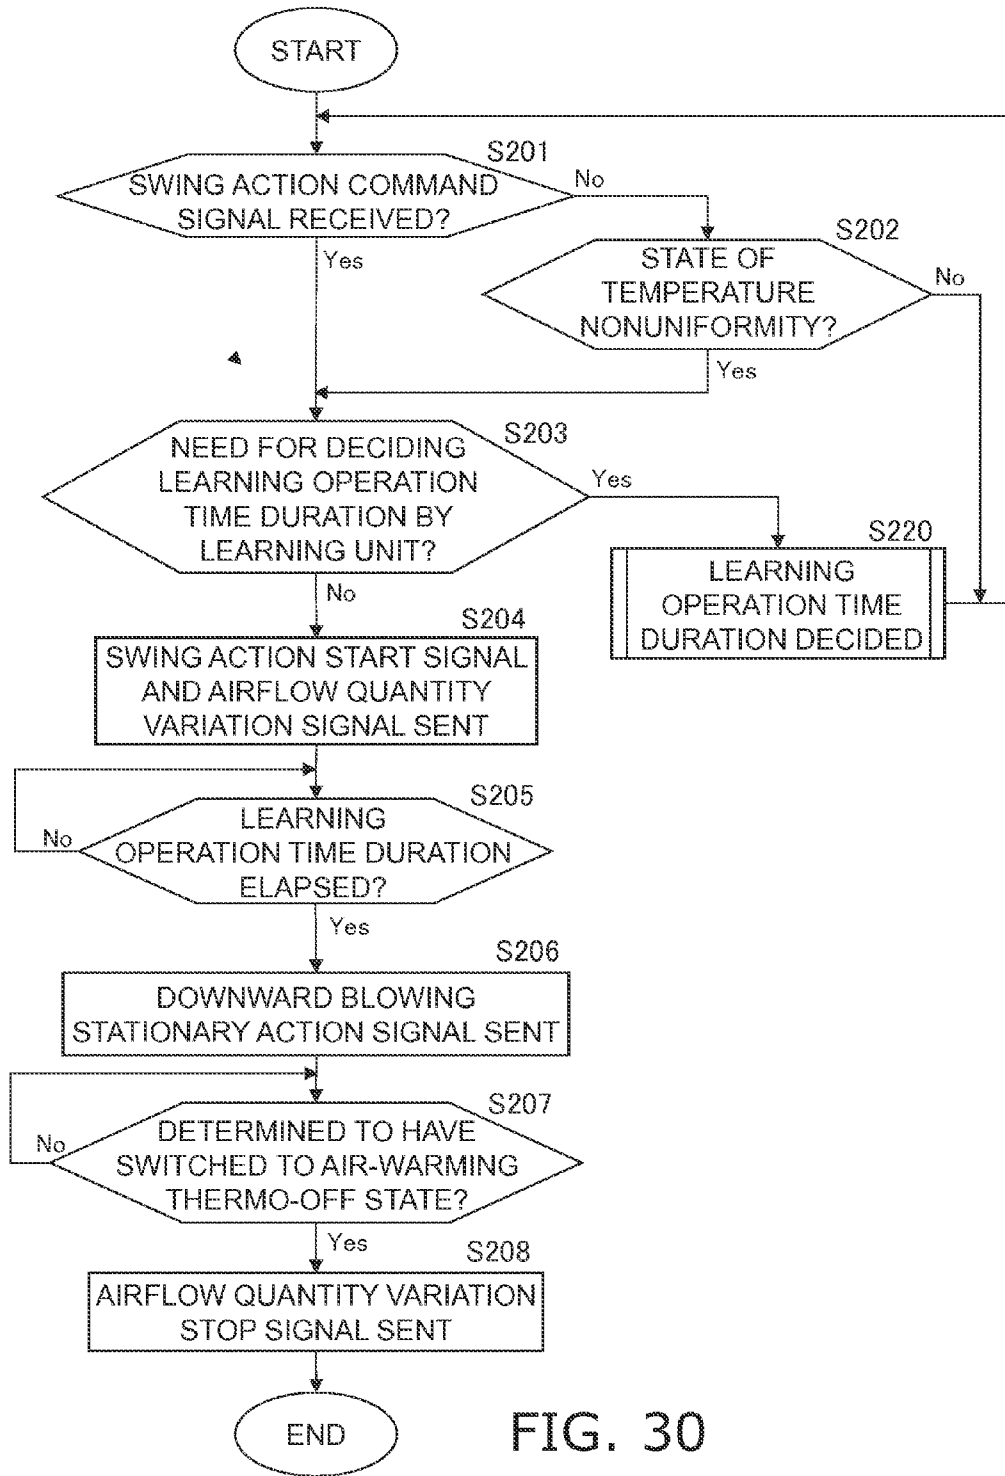 START
S201
SWING ACTION COMMAND
SIGNAL RECEIVED?
No
Yes
S202
STATE OF
TEMPERATURE
NONUNIFORMITY?
No
Yes
S203
NEED FOR DECIDING
LEARNING OPERATION
TIME DURATION BY
LEARNING UNIT?
Yes
No
S220
LEARNING
OPERATION TIME
DURATION DECIDED
S204
SWING ACTION START SIGNAL
AND AIRFLOW QUANTITY
VARIATION SIGNAL SENT
S205
LEARNING
OPERATION TIME DURATION
ELAPSED?
No
Yes
S206
DOWNWARD BLOWING
STATIONARY ACTION SIGNAL SENT
S207
DETERMINED TO HAVE
SWITCHED TO AIR-WARMING
THERMO-OFF STATE?
No
Yes
S208
AIRFLOW QUANTITY VARIATION
STOP SIGNAL SENT
END
FIG. 30